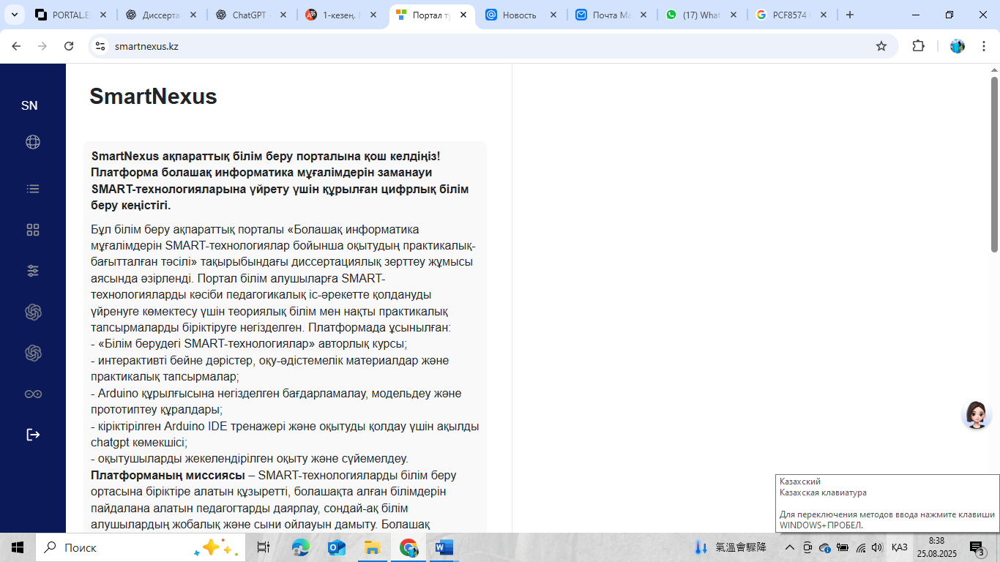 PORTAL.E
Диссерта
ChatGPT
1-кезең. 
Портал ту
Новость
Почта Ма
(17) What
PCF8574
smartnexus.kz
SN
SmartNexus
SmartNexus ақпараттық білім беру порталына қош келдіңіз!
Платформа болашақ информатика мұғалімдерін заманауи
SMART-технологияларына үйрету үшін құрылған цифрлық білім
беру кеңістігі.
Бұл білім беру ақпараттық порталы «Болашақ информатика
мұғалімдерін SMART-технологиялар бойынша оқытудың практикалық-
бағытталған тәсілі» тақырыбындағы диссертациялық зерттеу жұмысы
аясында әзірленді. Портал білім алушыларға SMART-
технологияларды кәсіби педагогикалық іс-әрекетте қолдануды
үйренуге көмектесу үшін теориялық білім мен нақты практикалық
тапсырмаларды біріктіруге негізделген. Платформада ұсынылған:
- «Білім берудегі SMART-технологиялар» авторлық курсы;
- интерактивті бейне дәрістер, оқу-әдістемелік материалдар және
практикалық тапсырмалар;
- Arduino құрылғысына негізделген бағдарламалау, модельдеу және
прототиптеу құралдары;
- кіріктірілген Arduino IDE тренажері және оқытуды қолдау үшін ақылды
chatgpt көмекшісі;
- оқытушыларды жекелендірілген оқыту және сүйемелдеу.
Платформаның миссиясы – SMART-технологияларды білім беру
ортасына біріктіре алатын құзыретті, болашақта алған білімдерін
пайдалана алатын педагогтарды даярлау, сондай-ақ білім
алушылардың жобалық және сыни ойлауын дамыту. Болашақ
Казахский
Казахская клавиатура
Для переключения методов ввода нажмите клавиши
WINDOWS+ПРОБЕЛ.
Поиск
氣溫會驟降
ҚАЗ
8:38
25.08.2025
3